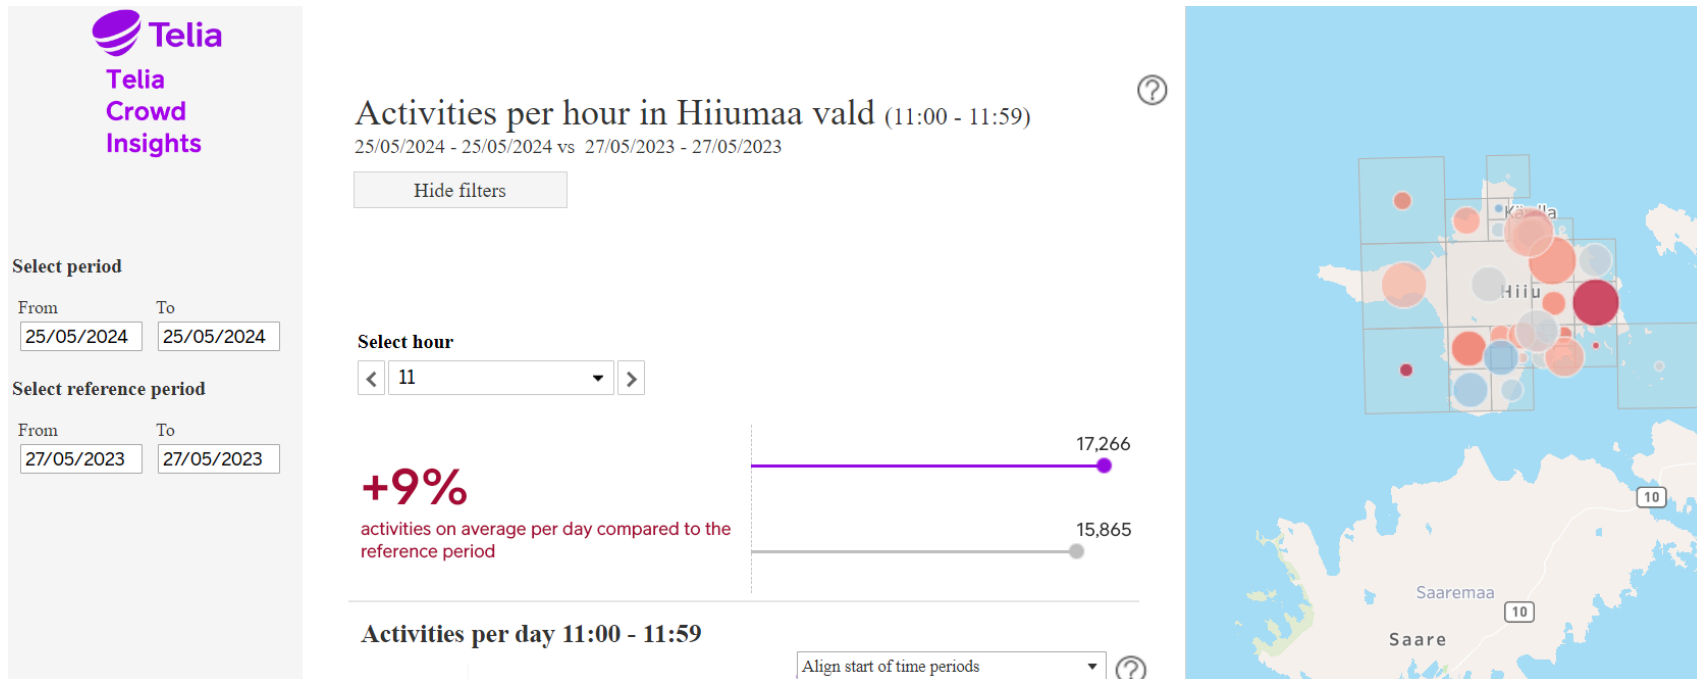 Telia
Telia
Crowd
Insights
Select period
From To
25/05/2024 25/05/2024
Select reference period
From To
27/05/2023 27/05/2023
Activities per hour in Hiiumaa vald (11:00 - 11:59)
25/05/2024 - 25/05/2024 vs 27/05/2023 - 27/05/2023
Hide filters
Select hour
11
+9%
activities on average per day compared to the
reference period
17,266
15,865
Activities per day 11:00 - 11:59
Align start of time periods
?
?
Hiiu
10
Saaremaa
10
Saare